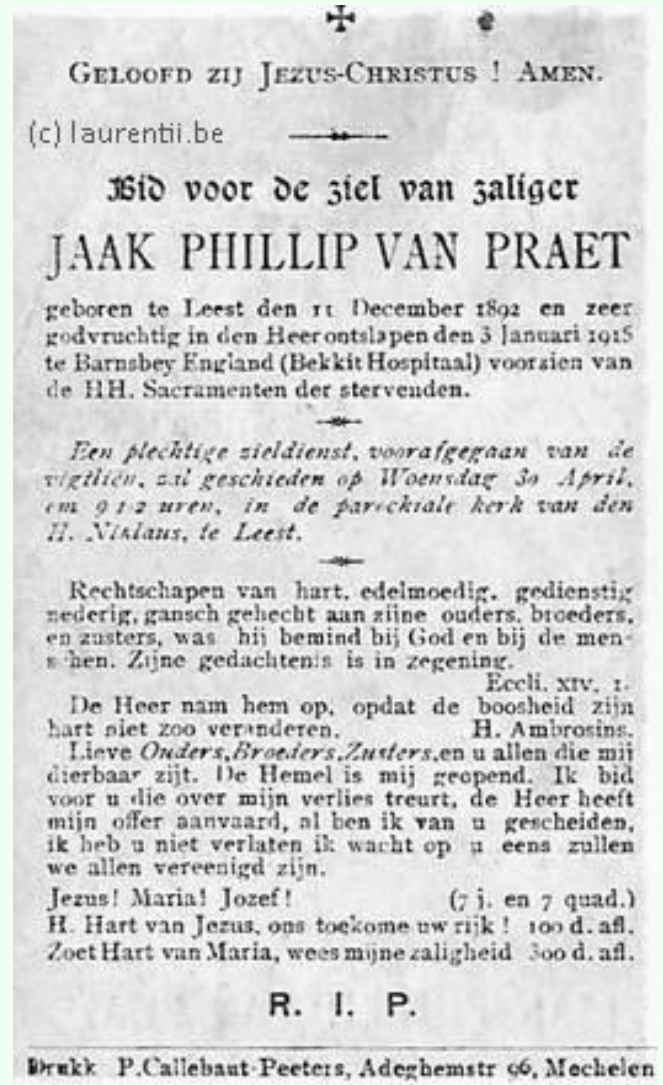 GELOOFD ZIJ JEZUS-CHRISTUS ! AMEN.
(c) laurentii.be
Bid voor de ziel van zaliger
JAAK PHILLIP VAN PRAET
geboren te Leest den 11 December 1892 en zeer
godvruchtig in den Heer ontslapen den 3 Januari 1915
te Barnsbey England (Bekkit Hospitaal) voorzien van
de HH. Sacramenten der stervenden.
Een plechtige zieldienst, voorafgegaan van de
vigiliën, zal geschieden op Woensdag 30 April,
om 9 1/2 uren, in de parochiale kerk van den
H. Niklaus, te Leest.
Rechtschapen van hart, edelmoedig, gedienstig
nederig, gansch gehecht aan zijne ouders, broeders,
en zusters, was hij bemind bij God en bij de men-
schen. Zijne gedachtenis is in zegening.
Eccli. XIV, 1.
De Heer nam hem op, opdat de boosheid zijn
hart niet zoo veranderen. H. Ambrosins.
Lieve Ouders, Broeders, Zusters, en u allen die mij
dierbaar zijt. De Hemel is mij geopend. Ik bid
voor u die over mijn verlies treurt, de Heer heeft
mijn offer aanvaard, al ben ik van u gescheiden,
ik heb u niet verlaten ik wacht op u eens zullen
we allen vereenigd zijn.
Jezus! Maria! Jozef! (7 j. en 7 quad.)
H. Hart van Jezus, ons toekome uw rijk ! 100 d. afl.
Zoet Hart van Maria, wees mijne zaligheid 300 d. afl.
R. I. P.
Drukk P.Callebaut-Peeters, Adeghemstr 96, Mechelen